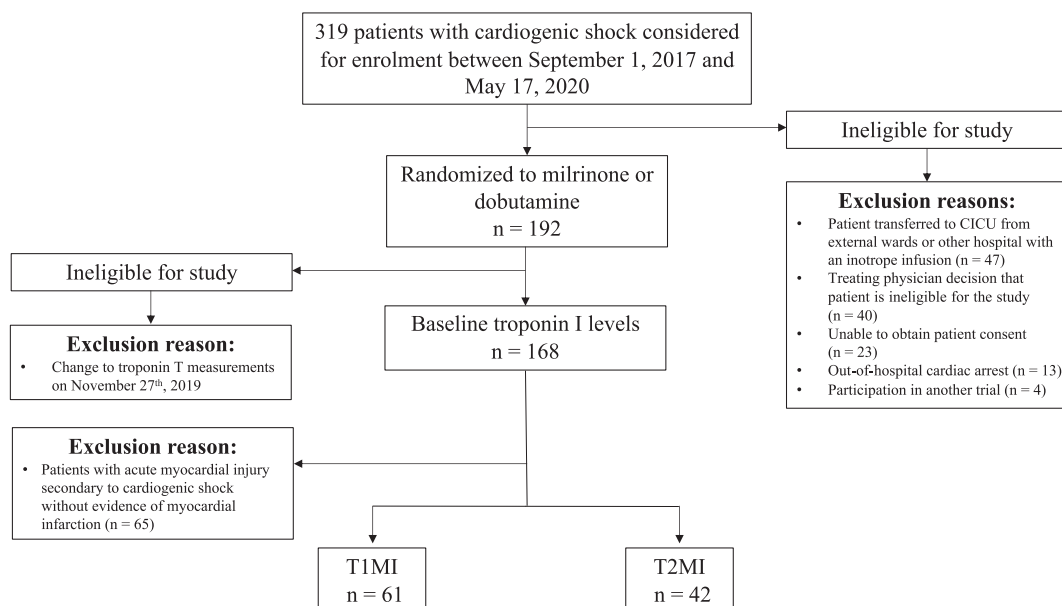 319 patients with cardiogenic shock considered
for enrolment between September 1, 2017 and
May 17, 2020
Ineligible for study
Randomized to milrinone or
dobutamine
n = 192
Exclusion reasons:
• Patient transferred to CICU from
external wards or other hospital with
an inotrope infusion (n = 47)
• Treating physician decision that
patient is ineligible for the study
(n = 40)
• Unable to obtain patient consent
(n = 23)
• Out-of-hospital cardiac arrest (n = 13)
• Participation in another trial (n = 4)
Ineligible for study
Exclusion reason:
• Change to troponin T measurements
on November 27th, 2019
Baseline troponin I levels
n = 168
Exclusion reason:
• Patients with acute myocardial injury
secondary to cardiogenic shock
without evidence of myocardial
infarction (n = 65)
T1MI
n = 61
T2MI
n = 42